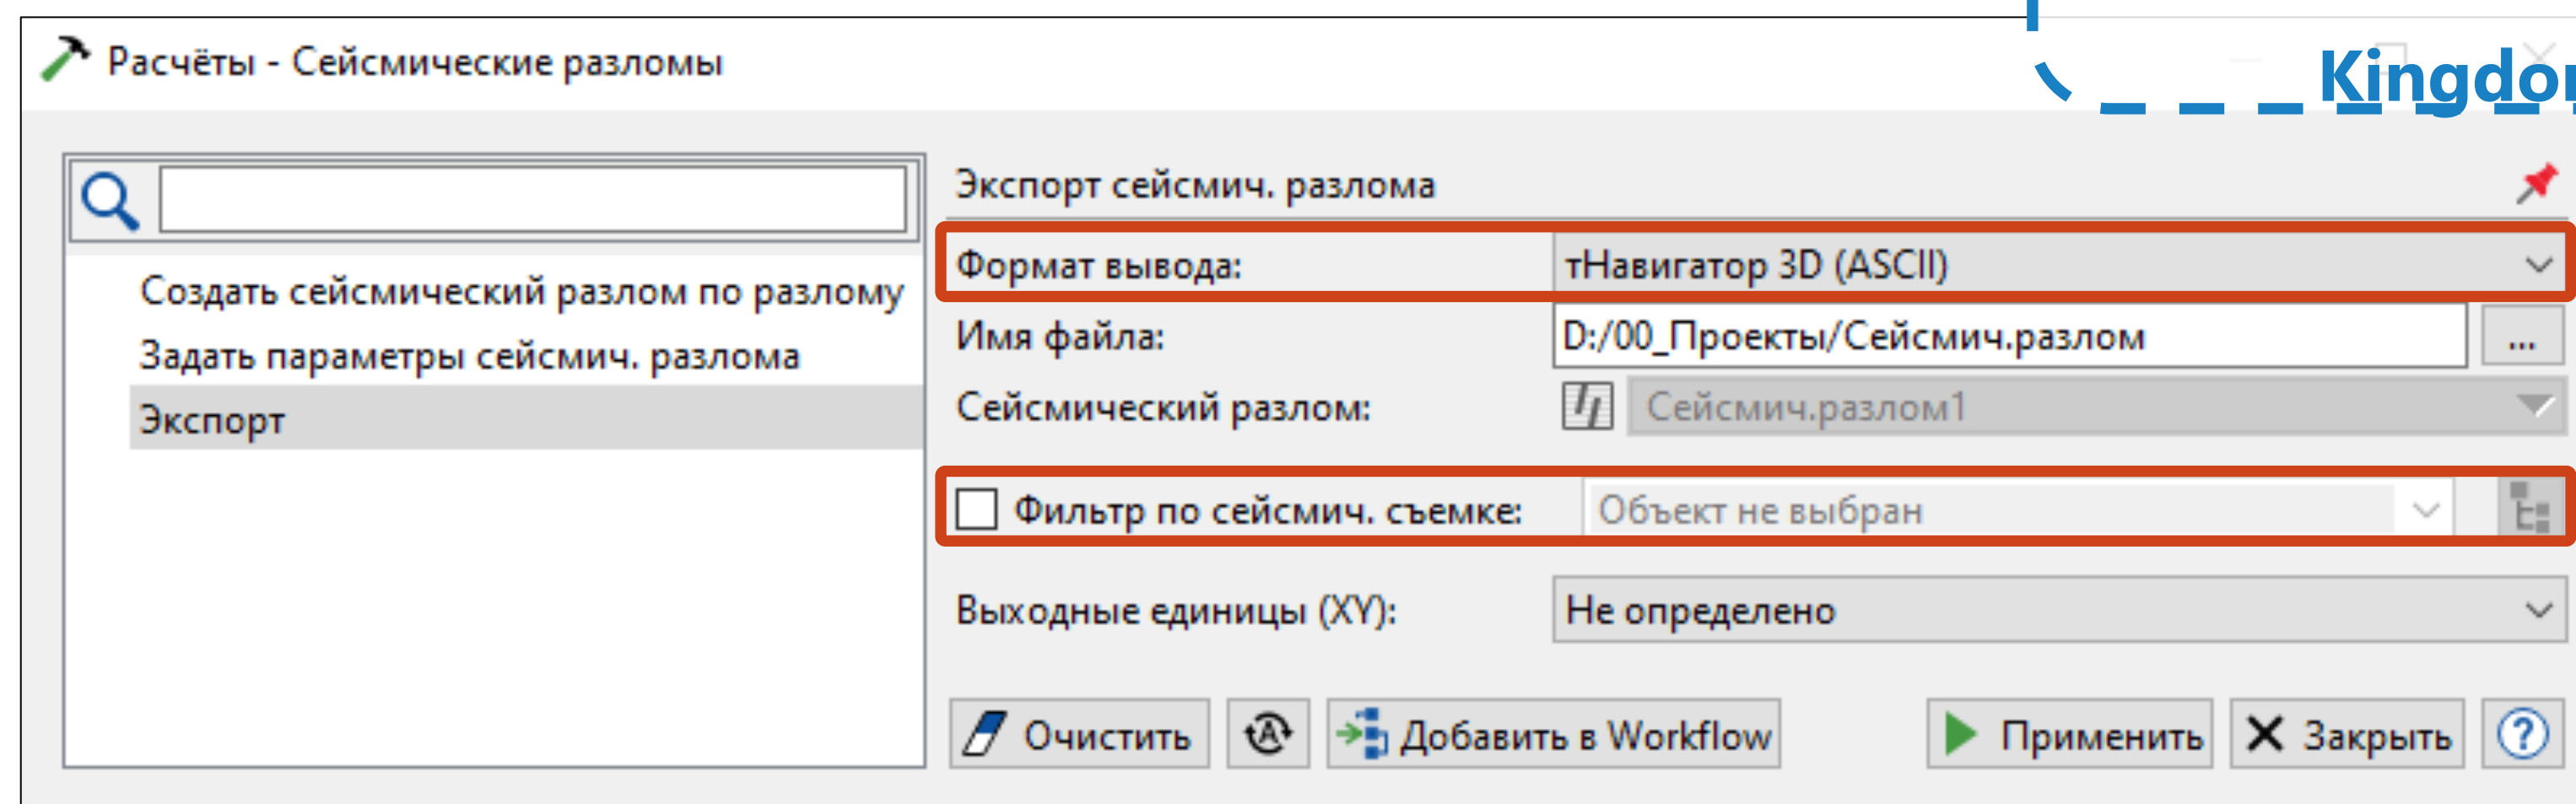 Расчёты - Сейсмические разломы
Экспорт сейсмич. разлома
Формат вывода: тНавигатор 3D (ASCII)
Создать сейсмический разлом по разлому
Имя файла: D:/00_Проекты/Сейсмич.разлом ...
Задать параметры сейсмич. разлома
Сейсмический разлом: Сейсмич.разлом1
Экспорт
Фильтр по сейсмич. съемке: Объект не выбран
Выходные единицы (XY): Не определено
Очистить A Добавить в Workflow Применить Закрыть ?